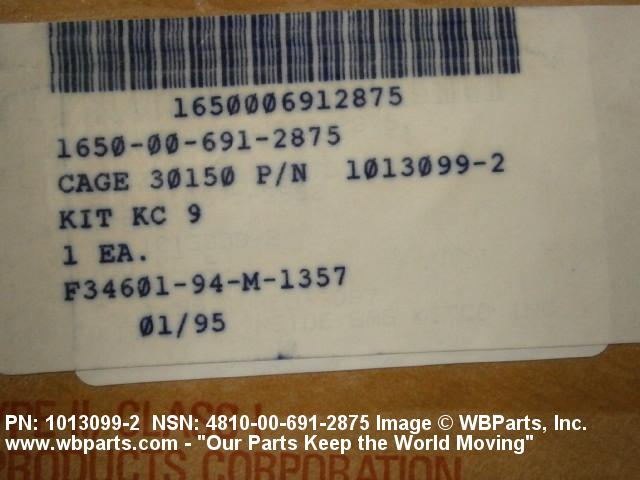 1650006912875
1650-00-691-2875
CAGE 30150 P/N 1013099-2
KIT KC 9
1 EA.
F34601-94-M-1357
01/95
PN: 1013099-2 NSN: 4810-00-691-2875 Image © WBParts, Inc.
www.wbparts.com - "Our Parts Keep the World Moving"
PRODUCTS CORPORATION